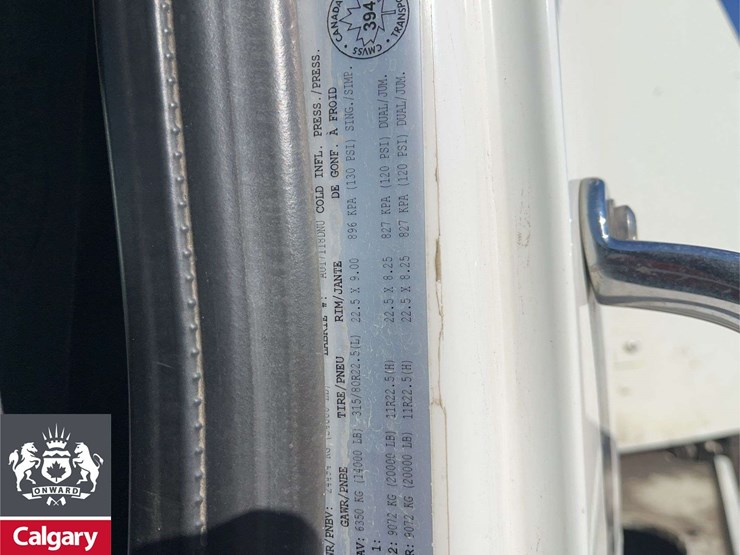 CANADA
394
CMVSS
TRANSPORT
COLD INFL. PRESS./PRESS.
GAWR/PNBE TIRE/PNEU RIM/JANTE DE GONF. À FROID
AV: 6350 KG (14000 LB) 315/80R22.5(L) 22.5 X 9.00 896 KPA (130 PSI) SING./SIMP.
1:
2: 9072 KG (20000 LB) 11R22.5(H) 22.5 X 8.25 827 KPA (120 PSI) DUAL/JUM.
R: 9072 KG (20000 LB) 11R22.5(H) 22.5 X 8.25 827 KPA (120 PSI) DUAL/JUM.
ONWARD
Calgary